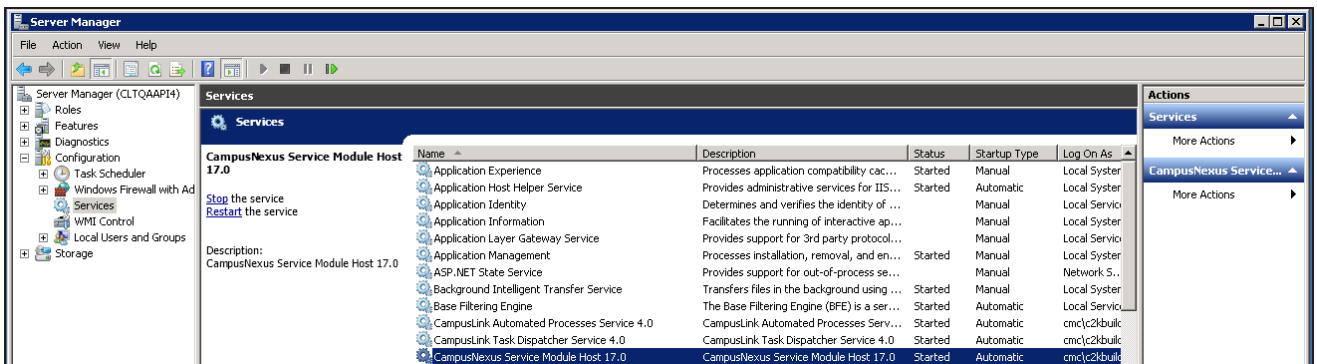 Server Manager
File Action View Help
Server Manager (CLTQAAPI4)
Roles
Features
Diagnostics
Configuration
Task Scheduler
Windows Firewall with Ad
Services
WMI Control
Local Users and Groups
Storage
Services
Services
CampusNexus Service Module Host
17.0
Stop the service
Restart the service
Description:
CampusNexus Service Module Host 17.0
Name Description Status Startup Type Log On As
Application Experience Processes application compatibility cac... Started Manual Local System
Application Host Helper Service Provides administrative services for IIS... Started Automatic Local System
Application Identity Determines and verifies the identity of ... Manual Local Servic
Application Information Facilitates the running of interactive ap... Manual Local System
Application Layer Gateway Service Provides support for 3rd party protocol... Manual Local Servic
Application Management Processes installation, removal, and en... Started Manual Local System
ASP.NET State Service Provides support for out-of-process se... Manual Network S...
Background Intelligent Transfer Service Transfers files in the background using ... Started Manual Local System
Base Filtering Engine The Base Filtering Engine (BFE) is a ser... Started Automatic Local Servic
CampusLink Automated Processes Service 4.0 CampusLink Automated Processes Serv... Started Automatic cmc\c2kbuild
CampusLink Task Dispatcher Service 4.0 CampusLink Task Dispatcher Service 4.0 Started Automatic cmc\c2kbuild
CampusNexus Service Module Host 17.0 CampusNexus Service Module Host 17.0 Started Automatic cmc\c2kbuild
Actions
Services
More Actions
CampusNexus Service...
More Actions